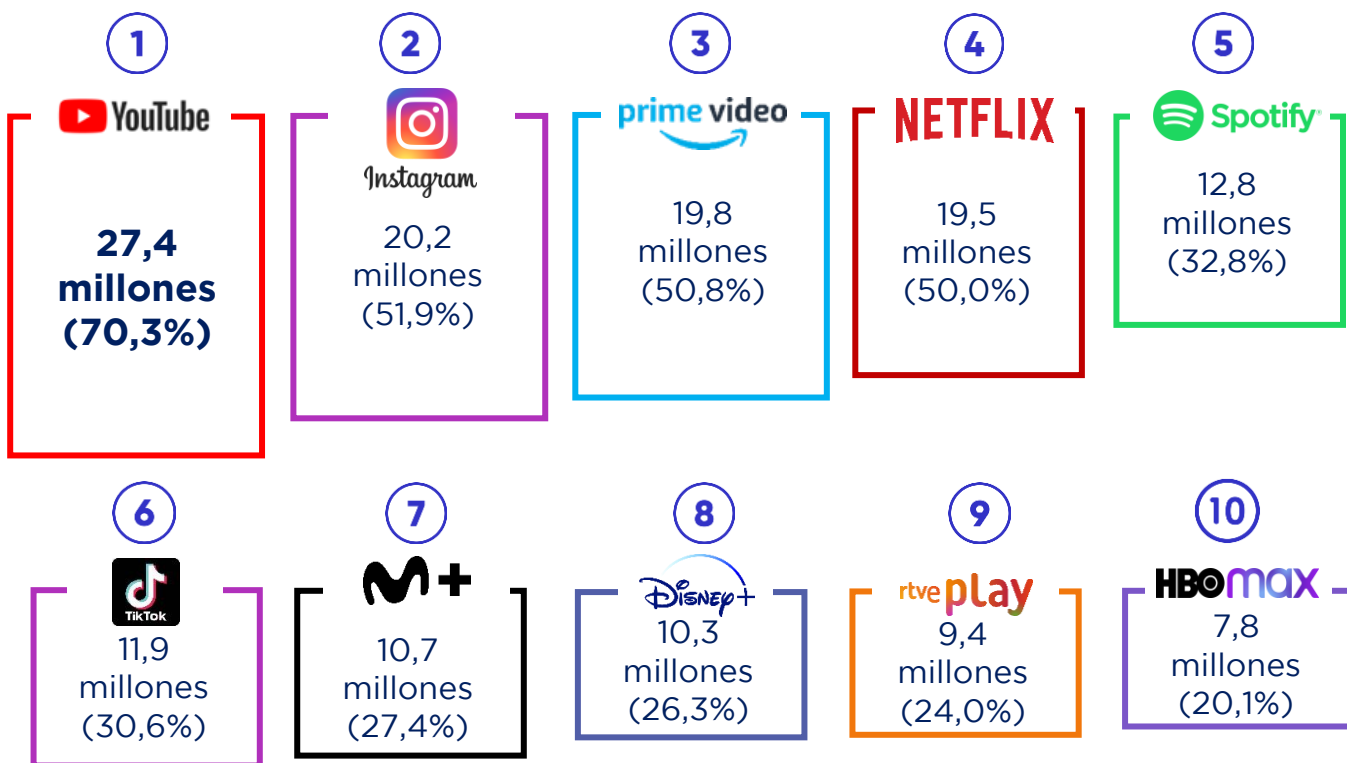 1
2
3
4
5
YouTube
Instagram
prime video
NETFLIX
Spotify
27,4
millones
(70,3%)
20,2
millones
(51,9%)
19,8
millones
(50,8%)
19,5
millones
(50,0%)
12,8
millones
(32,8%)
6
7
8
9
10
TikTok
M+
Disney+
rtve play
HBOmax
11,9
millones
(30,6%)
10,7
millones
(27,4%)
10,3
millones
(26,3%)
9,4
millones
(24,0%)
7,8
millones
(20,1%)